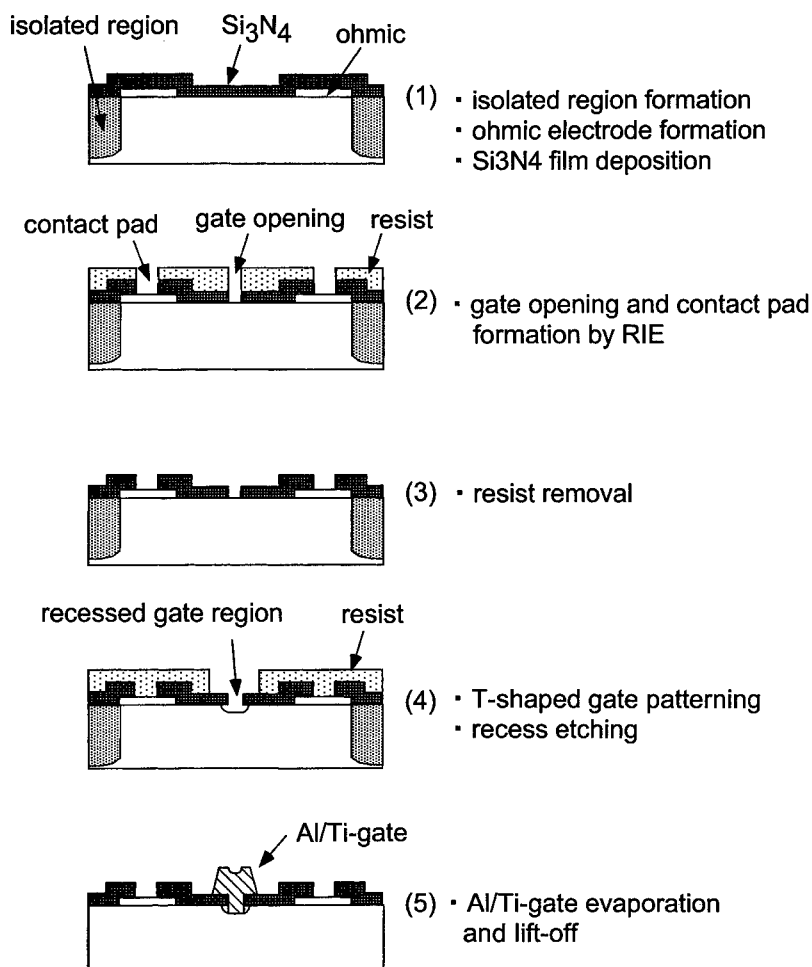 isolated region
Si3N4
ohmic
(1) · isolated region formation
· ohmic electrode formation
· Si3N4 film deposition
contact pad
gate opening
resist
(2) · gate opening and contact pad
formation by RIE
(3) · resist removal
recessed gate region
resist
(4) · T-shaped gate patterning
· recess etching
Al/Ti-gate
(5) · Al/Ti-gate evaporation
and lift-off